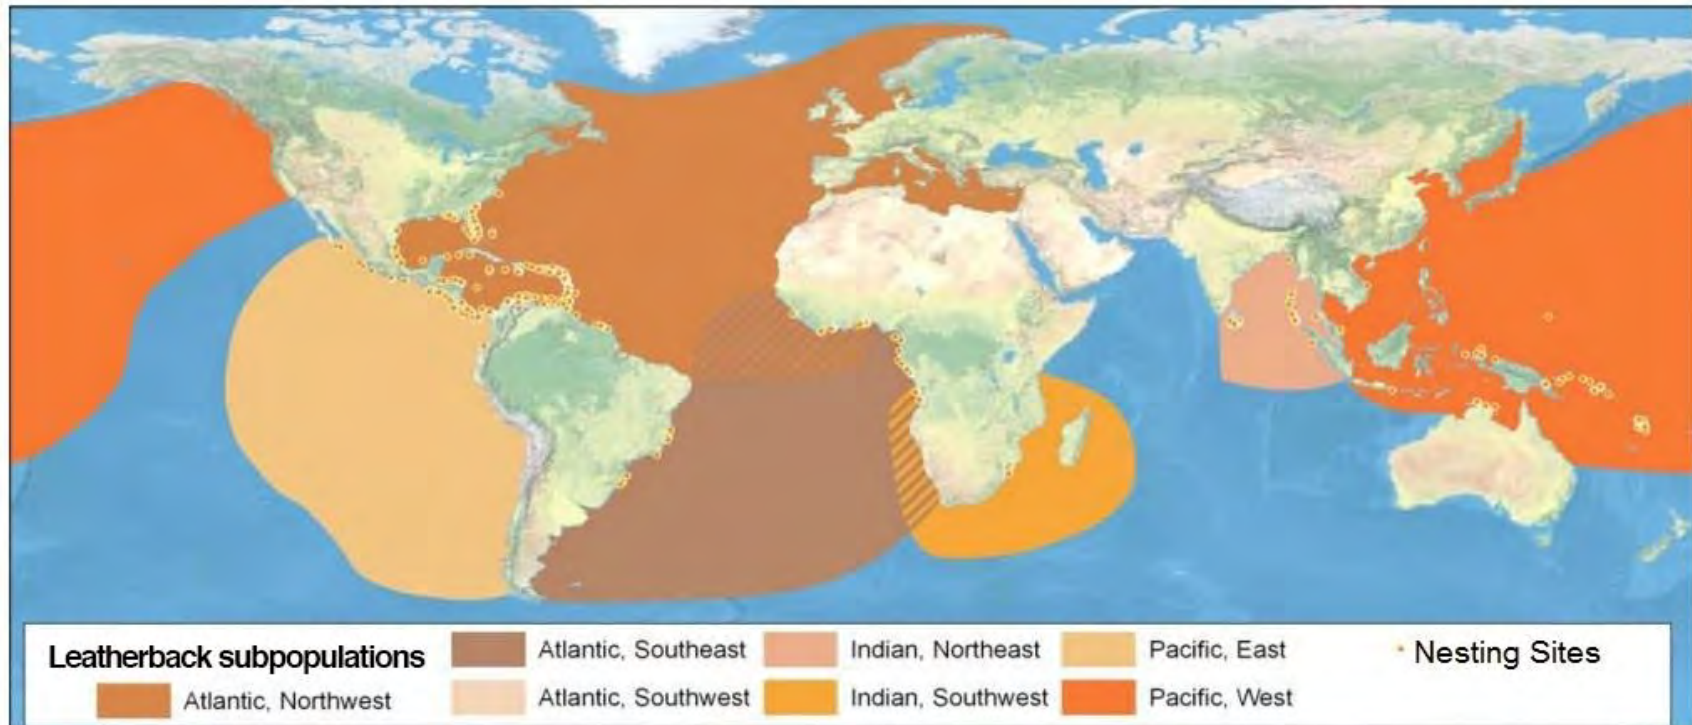 Leatherback subpopulations
Atlantic, Northwest
Atlantic, Southeast
Atlantic, Southwest
Indian, Northeast
Indian, Southwest
Pacific, East
Pacific, West
Nesting Sites